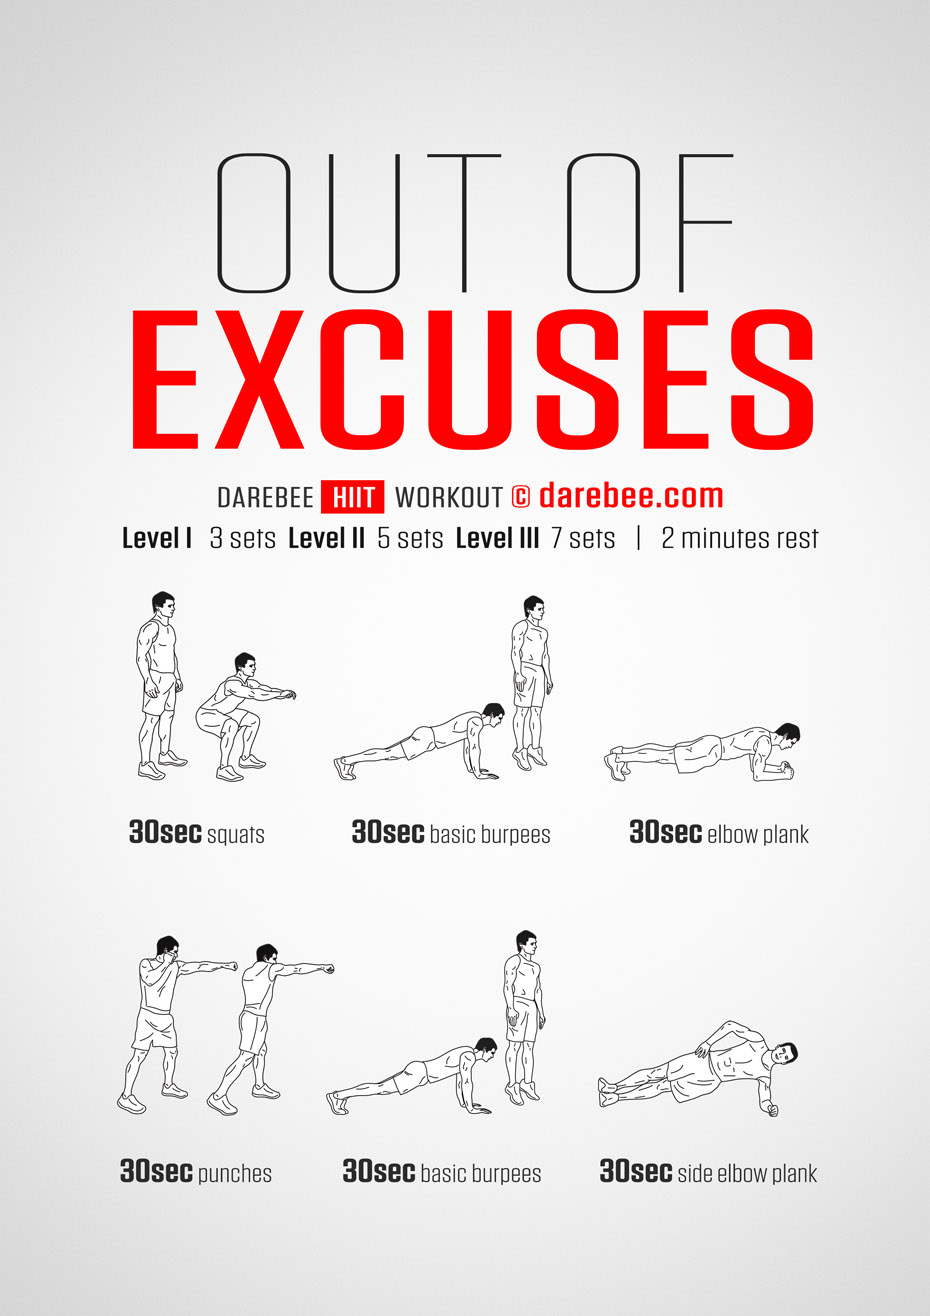 OUT OF
EXCUSES
DAREBEE HIIT WORKOUT © darebee.com
Level I 3 sets Level II 5 sets Level III 7 sets | 2 minutes rest
30sec squats
30sec basic burpees
30sec elbow plank
30sec punches
30sec basic burpees
30sec side elbow plank